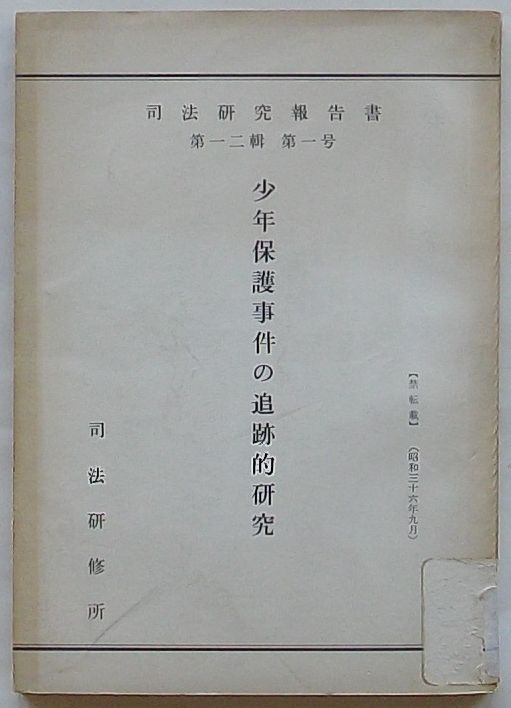 司法研究報告書
第一二輯 第一号
【禁転載】 (昭和三十六年九月)
少年保護事件の追跡的研究
司法研修所